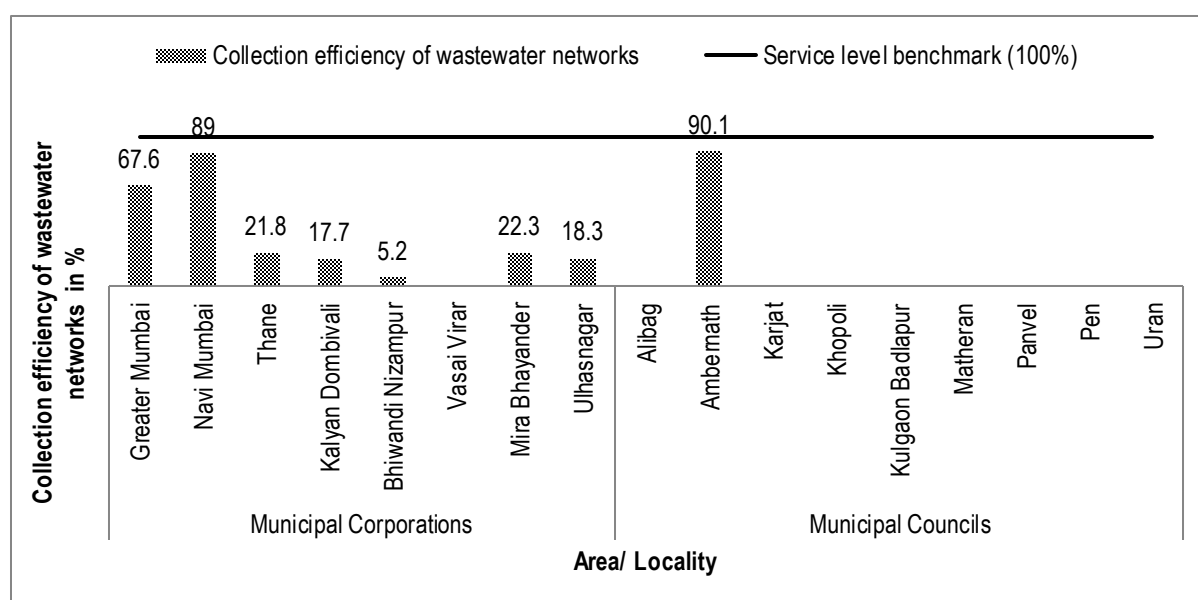 Collection efficiency of wastewater networks
Service level benchmark (100%)
Collection efficiency of wastewater
networks in %
67.6
89
21.8
17.7
5.2
22.3
18.3
90.1
Greater Mumbai
Navi Mumbai
Thane
Kalyan Dombivali
Bhiwandi Nizampur
Vasai Virar
Mira Bhayander
Ulhasnagar
Alibag
Ambernath
Karjat
Khopoli
Kulgaon Badlapur
Matheran
Panvel
Pen
Uran
Municipal Corporations
Municipal Councils
Area/ Locality